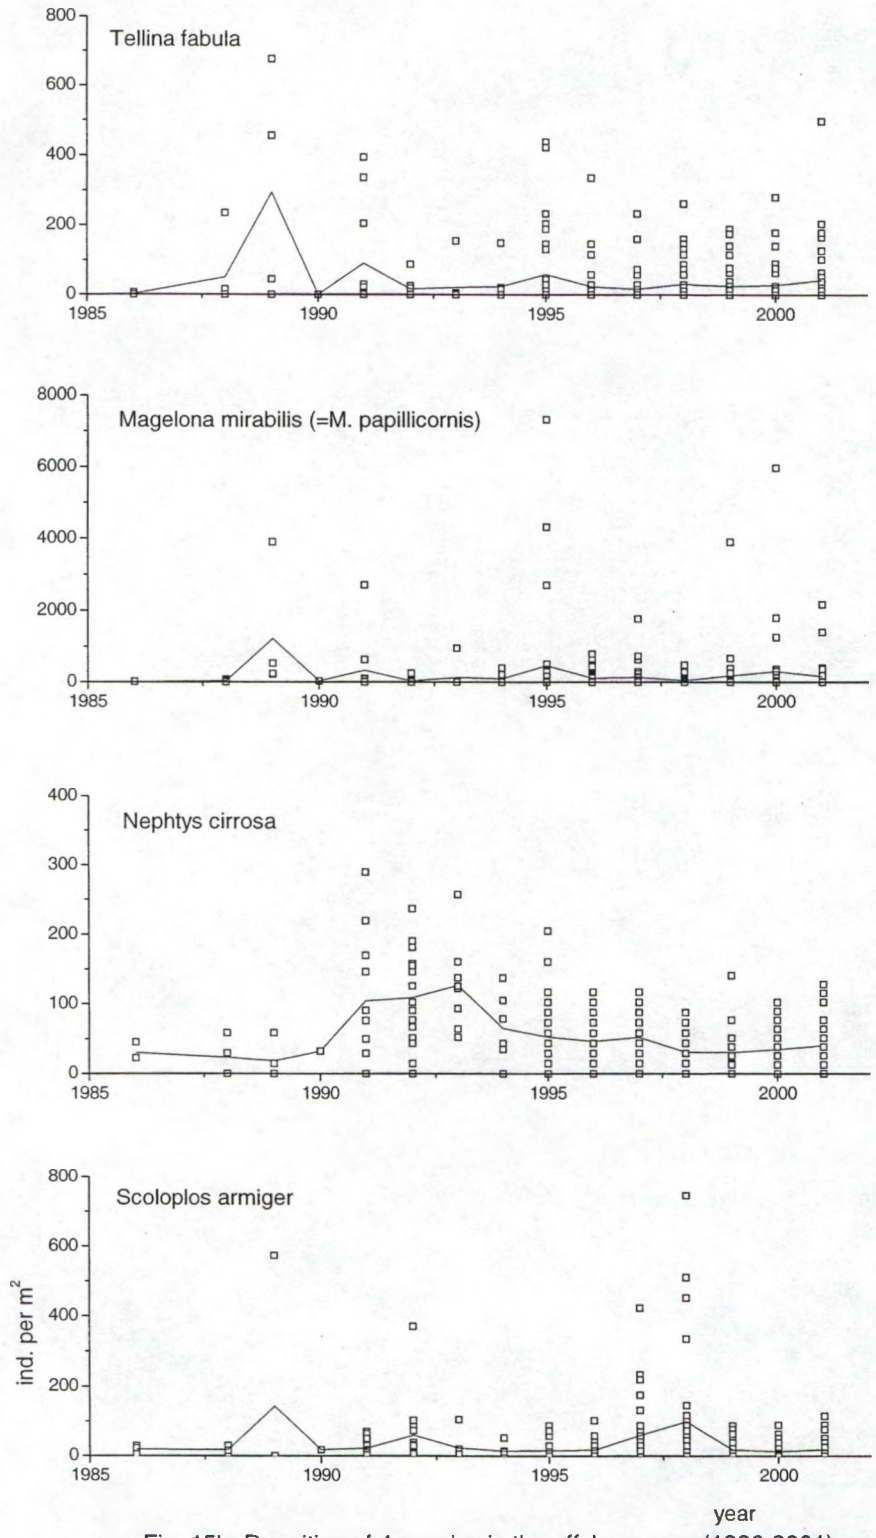 800
Tellina fabula
600
400
200
0
1985 1990 1995 2000
8000
Magelona mirabilis (=M. papillicornis)
6000
4000
2000
0
1985 1990 1995 2000
400
Nephtys cirrosa
300
200
100
0
1985 1990 1995 2000
800
Scoloplos armiger
600
400
200
0
ind. per m²
1985 1990 1995 2000
year